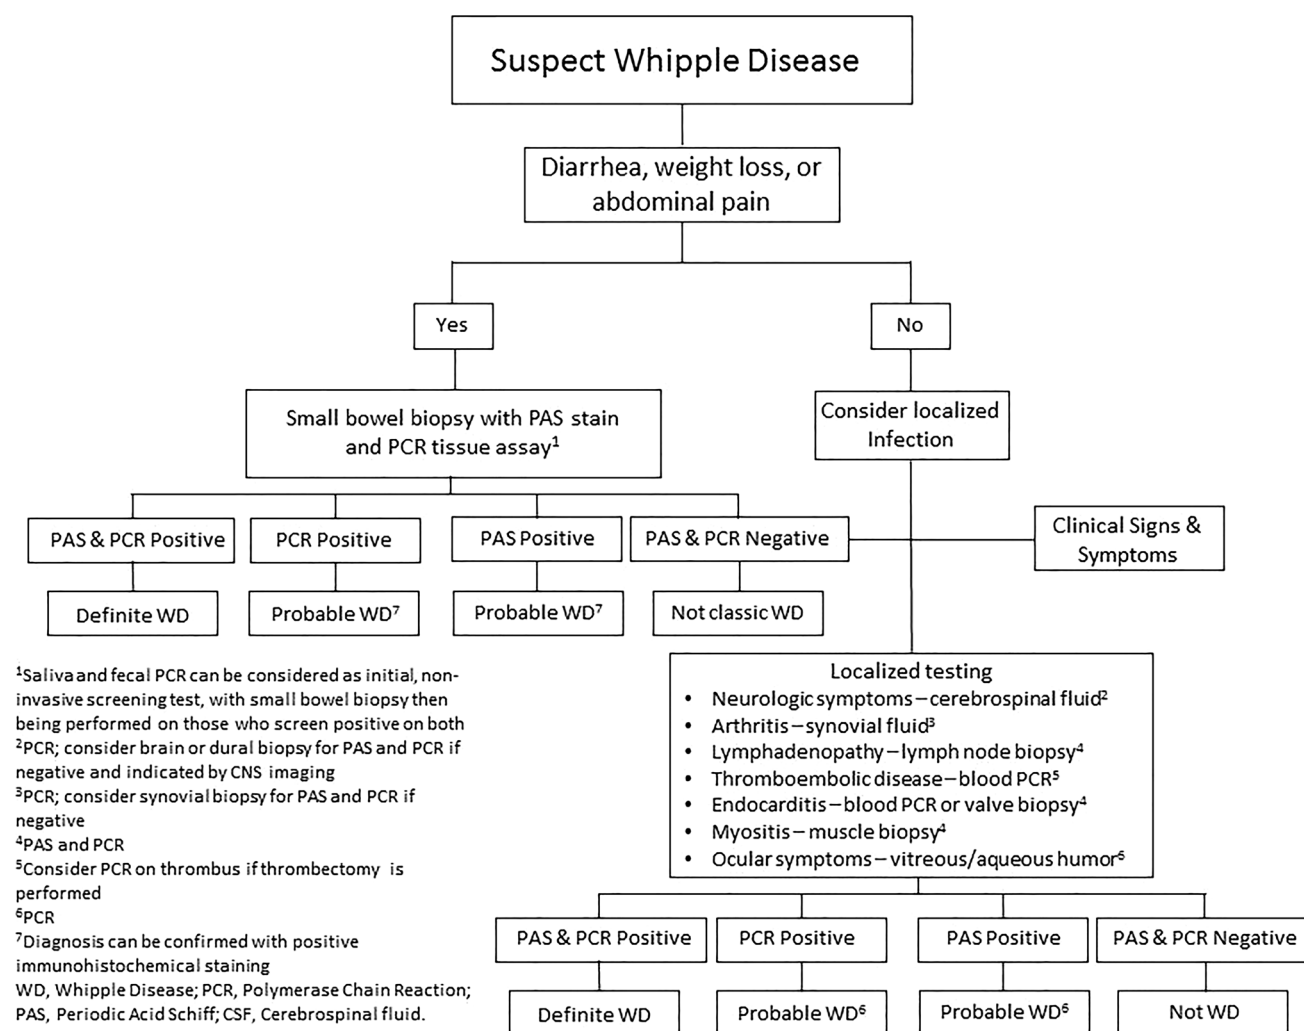 Suspect Whipple Disease
Diarrhea, weight loss, or
abdominal pain
Yes
No
Small bowel biopsy with PAS stain
and PCR tissue assay¹
Consider localized
Infection
PAS & PCR Positive
PCR Positive
PAS Positive
PAS & PCR Negative
Clinical Signs &
Symptoms
Definite WD
Probable WD⁷
Probable WD⁷
Not classic WD
Localized testing
• Neurologic symptoms – cerebrospinal fluid²
• Arthritis – synovial fluid³
• Lymphadenopathy – lymph node biopsy⁴
• Thromboembolic disease – blood PCR⁵
• Endocarditis – blood PCR or valve biopsy⁴
• Myositis – muscle biopsy⁴
• Ocular symptoms – vitreous/aqueous humor⁶
PAS & PCR Positive
PCR Positive
PAS Positive
PAS & PCR Negative
Definite WD
Probable WD⁶
Probable WD⁶
Not WD
¹Saliva and fecal PCR can be considered as initial, non-
invasive screening test, with small bowel biopsy then
being performed on those who screen positive on both
²PCR; consider brain or dural biopsy for PAS and PCR if
negative and indicated by CNS imaging
³PCR; consider synovial biopsy for PAS and PCR if
negative
⁴PAS and PCR
⁵Consider PCR on thrombus if thrombectomy is
performed
⁶PCR
⁷Diagnosis can be confirmed with positive
immunohistochemical staining
WD, Whipple Disease; PCR, Polymerase Chain Reaction;
PAS, Periodic Acid Schiff; CSF, Cerebrospinal fluid.